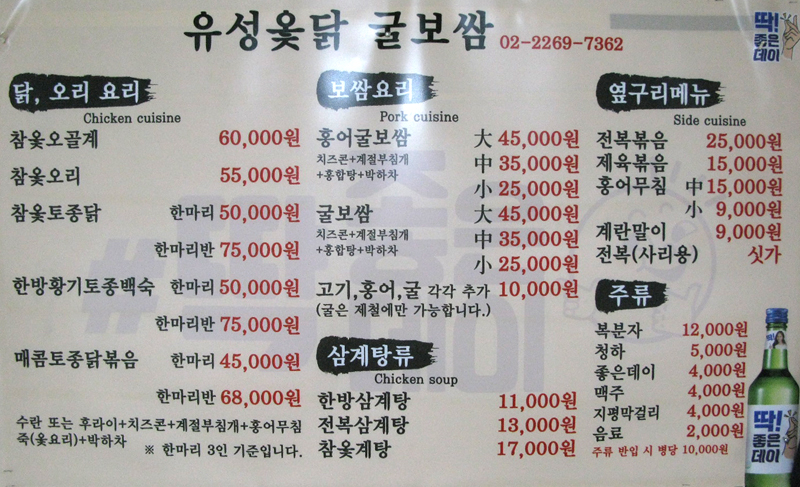 유성옻닭 굴보쌈 02-2269-7362
딱!
좋은
데이
닭, 오리 요리
Chicken cuisine
참옻오골계 60,000원
참옻오리 55,000원
참옻토종닭 한마리 50,000원
한마리반 75,000원
한방황기토종백숙 한마리 50,000원
한마리반 75,000원
매콤토종닭볶음 한마리 45,000원
한마리반 68,000원
수란 또는 후라이+치즈콘+계절부침개+홍어무침
죽(옻요리)+박하차
※ 한마리 3인 기준입니다.
보쌈요리
Pork cuisine
홍어굴보쌈 大 45,000원
치즈콘+계절부침개 中 35,000원
+홍합탕+박하차
小 25,000원
굴보쌈 大 45,000원
치즈콘+계절부침개 中 35,000원
+홍합탕+박하차
小 25,000원
고기,홍어,굴 각각 추가 10,000원
(굴은 제철에만 가능합니다.)
삼계탕류
Chicken soup
한방삼계탕 11,000원
전복삼계탕 13,000원
참옻계탕 17,000원
옆구리메뉴
Side cuisine
전복볶음 25,000원
제육볶음 15,000원
홍어무침 中 15,000원
小 9,000원
계란말이 9,000원
전복(사리용) 싯가
주류
복분자 12,000원
청하 5,000원
좋은데이 4,000원
맥주 4,000원
지평막걸리 4,000원
음료 2,000원
주류 반입 시 병당 10,000원
딱!
좋은
데이
#딱
좋은
데이